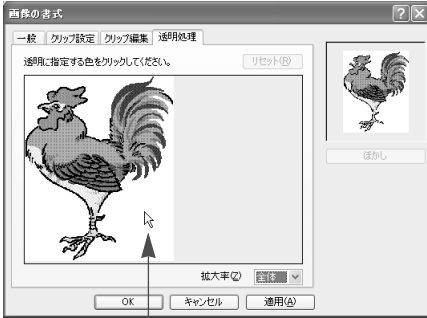 画像の書式
一般 クリップ設定 クリップ編集 透明処理
透明に指定する色をクリックしてください。
リセット(R)
ぼかし
拡大率(Z) 全体
OK キャンセル 適用(A)